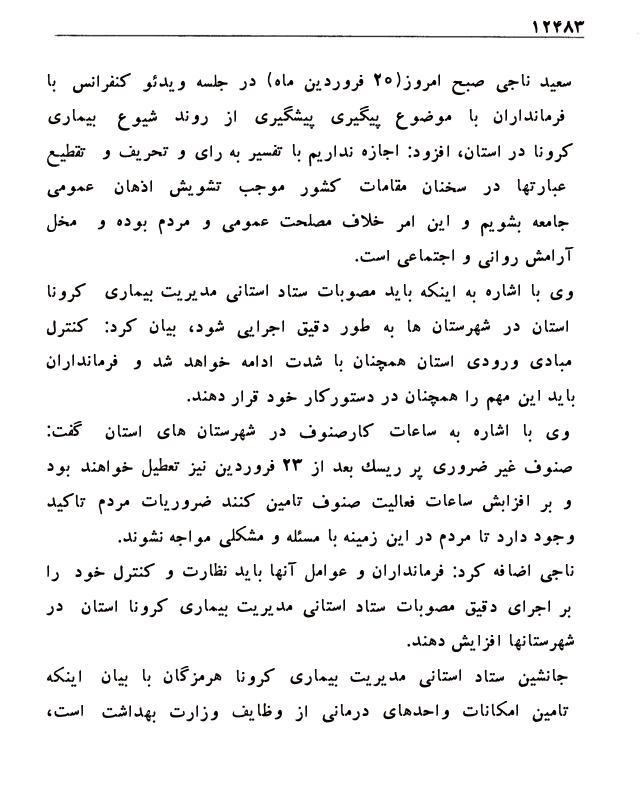 ۱۲۴۸۳
سعید ناجی صبح امروز(۲۵ فروردین ماه) در جلسه ویدئو کنفرانس با
فرمانداران با موضوع پیگیری پیشگیری از روند شیوع بیماری
کرونا در استان، افزود: اجازه نداریم با تفسیر به رای و تحریف و تقطیع
عبارتها در سخنان مقامات کشور موجب تشویش اذهان عمومی
جامعه بشویم و این امر خلاف مصلحت عمومی و مردم بوده و مخل
آرامش روانی و اجتماعی است.
وی با اشاره به اینکه باید مصوبات ستاد استانی مدیریت بیماری کرونا
استان در شهرستان ها به طور دقیق اجرایی شود، بیان کرد: کنترل
مبادی ورودی استان همچنان با شدت ادامه خواهد شد و فرمانداران
باید این مهم را همچنان در دستورکار خود قرار دهند.
وی با اشاره به ساعات کارصنوف در شهرستان های استان گفت:
صنوف غیر ضروری پر ریسك بعد از ۲۳ فروردین نیز تعطیل خواهند بود
و بر افزابش ساعات فعالیت صنوف تامین کنند ضروریات مردم تاکید
وجود دارد تا مردم در این زمینه با مسئله و مشکلی مواجه نشوند.
ناجی اضافه کرد: فرمانداران و عوامل آنها باید نظارت و کنترل خود را
بر اجرای دقیق مصوبات ستاد استانی مدیریت بیماری کرونا استان در
شهرستانها افزایش دهند.
جانشین ستاد استانی مدیریت بیماری کرونا هرمزگان با بیان اینکه
تامین امکانات واحدهای درمانی از وظایف وزارت بهداشت است،